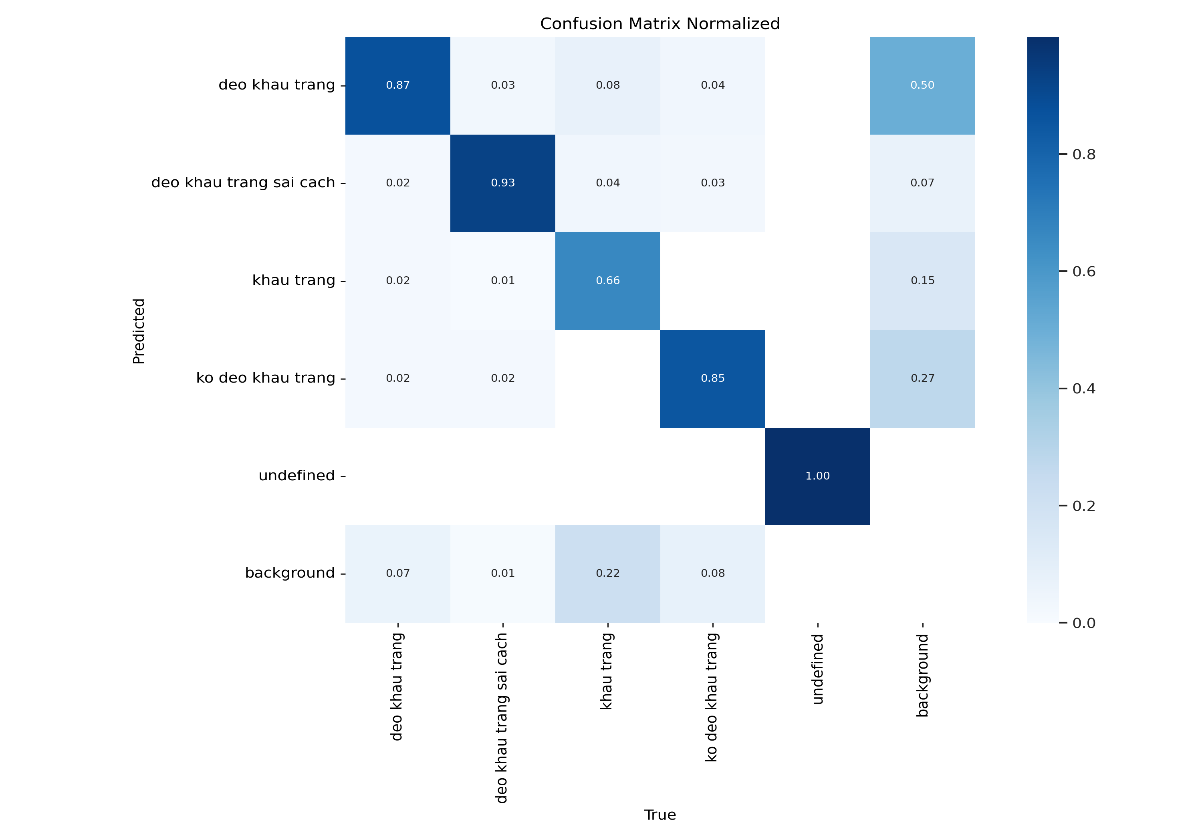 Confusion Matrix Normalized
deo khau trang
0.87 0.03 0.08 0.04 0.50
deo khau trang sai cach
0.02 0.93 0.04 0.03 0.07
khau trang
0.02 0.01 0.66 0.15
ko deo khau trang
0.02 0.02 0.85 0.27
undefined
1.00
background
0.07 0.01 0.22 0.08
Predicted
deo khau trang
deo khau trang sai cach
khau trang
ko deo khau trang
undefined
background
True
0.8
0.6
0.4
0.2
0.0